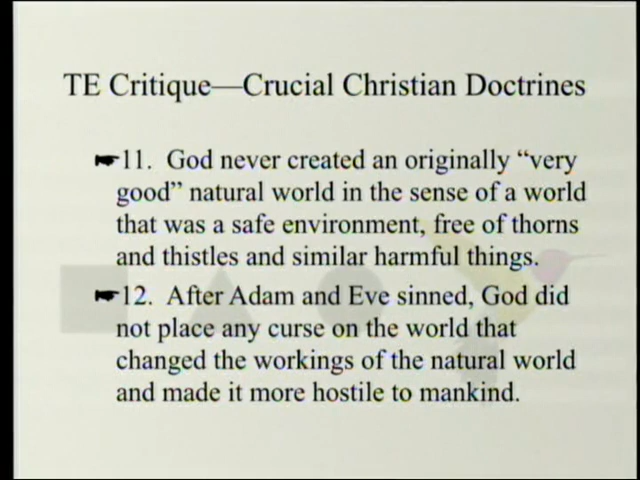 TE Critique—Crucial Christian Doctrines
11. God never created an originally “very
good” natural world in the sense of a world
that was a safe environment, free of thorns
and thistles and similar harmful things.
12. After Adam and Eve sinned, God did
not place any curse on the world that
changed the workings of the natural world
and made it more hostile to mankind.